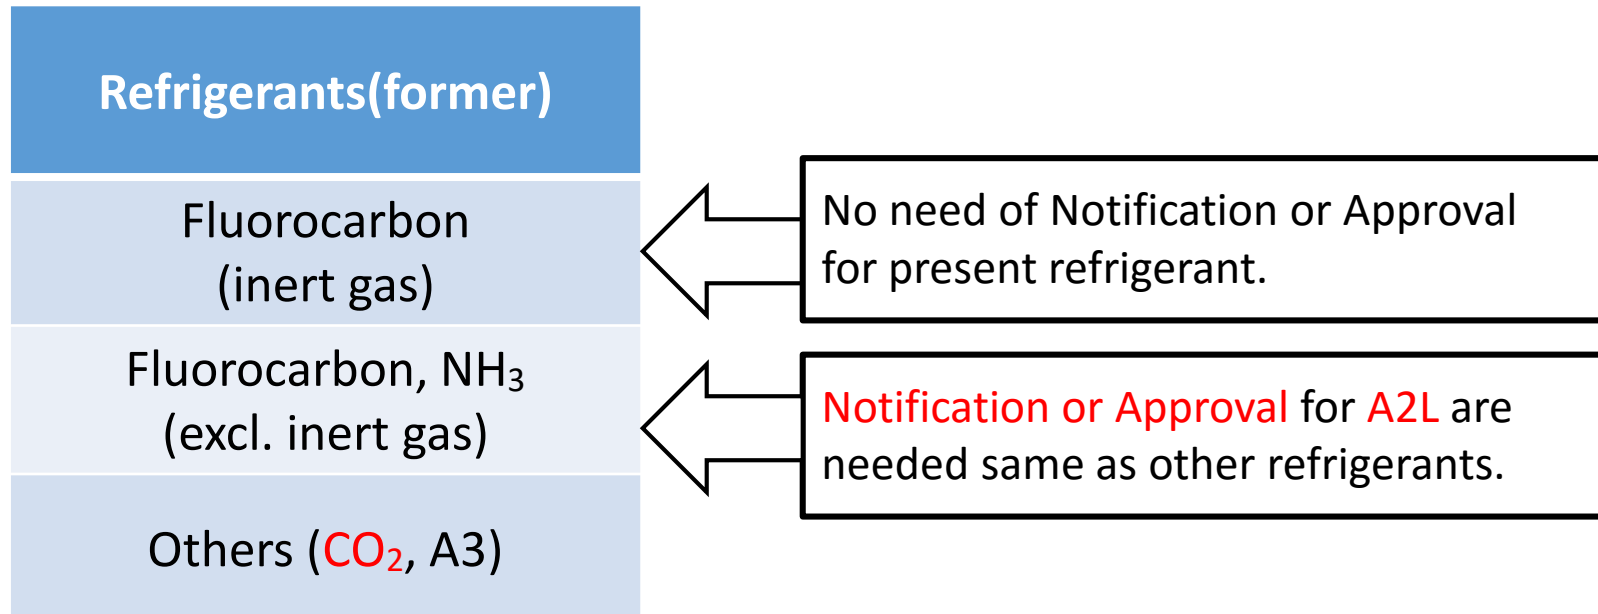 Refrigerants(former)
Fluorocarbon
(inert gas)
No need of Notification or Approval
for present refrigerant.
Fluorocarbon, NH₃
(excl. inert gas)
Notification or Approval for A2L are
needed same as other refrigerants.
Others (CO₂, A3)